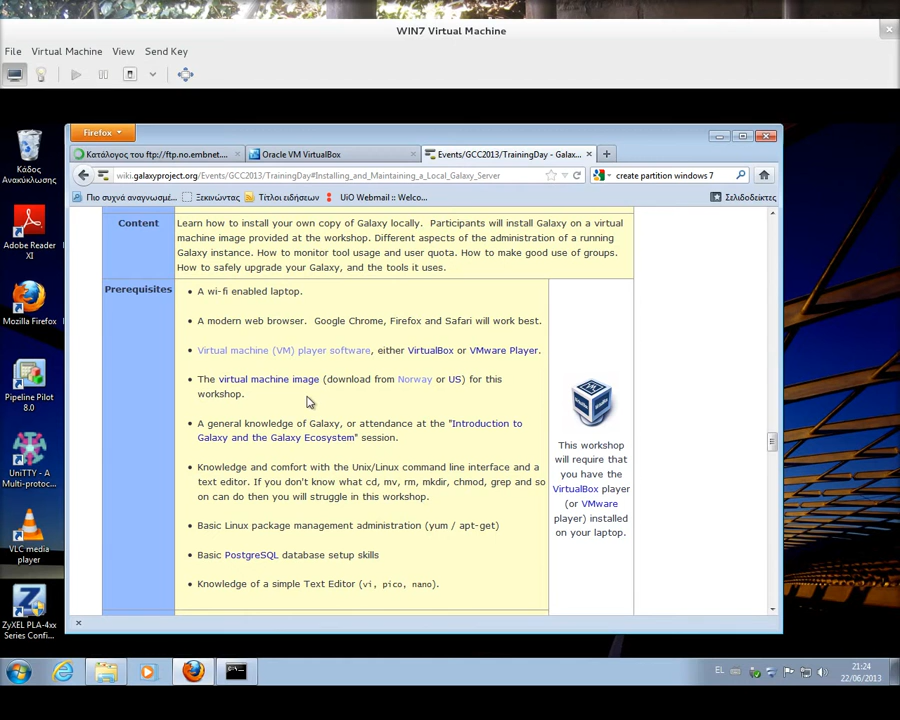 WIN7 Virtual Machine
File Virtual Machine View Send Key
Firefox
Κατάλογος του ftp://ftp.no.embnet....
Oracle VM VirtualBox
Events/GCC2013/TrainingDay - Galax...
wiki.galaxyproject.org/Events/GCC2013/TrainingDay#Installing_and_Maintaining_a_Local_Galaxy_Server
create partition windows 7
Πιο συχνά αναγνωσμέ...
Ξεκινώντας
Τίτλοι ειδήσεων
UiO Webmail :: Welco...
Σελιδοδείκτες
Κάδος
Ανακύκλωσης
Adobe Reader
XI
Mozilla Firefox
Pipeline Pilot
8.0
UniTTY - A
Multi-protoc...
VLC media
player
ZyXEL PLA-4xx
Series Confi...
Content
Learn how to install your own copy of Galaxy locally. Participants will install Galaxy on a virtual
machine image provided at the workshop. Different aspects of the administration of a running
Galaxy instance. How to monitor tool usage and user quota. How to make good use of groups.
How to safely upgrade your Galaxy, and the tools it uses.
Prerequisites
• A wi-fi enabled laptop.
• A modern web browser. Google Chrome, Firefox and Safari will work best.
• Virtual machine (VM) player software, either VirtualBox or VMware Player.
• The virtual machine image (download from Norway or US) for this
workshop.
• A general knowledge of Galaxy, or attendance at the "Introduction to
Galaxy and the Galaxy Ecosystem" session.
• Knowledge and comfort with the Unix/Linux command line interface and a
text editor. If you don't know what cd, mv, rm, mkdir, chmod, grep and so
on can do then you will struggle in this workshop.
• Basic Linux package management administration (yum / apt-get)
• Basic PostgreSQL database setup skills
• Knowledge of a simple Text Editor (vi, pico, nano).
This workshop
will require that
you have the
VirtualBox player
(or VMware
player) installed
on your laptop.
EL
21:24
22/06/2013